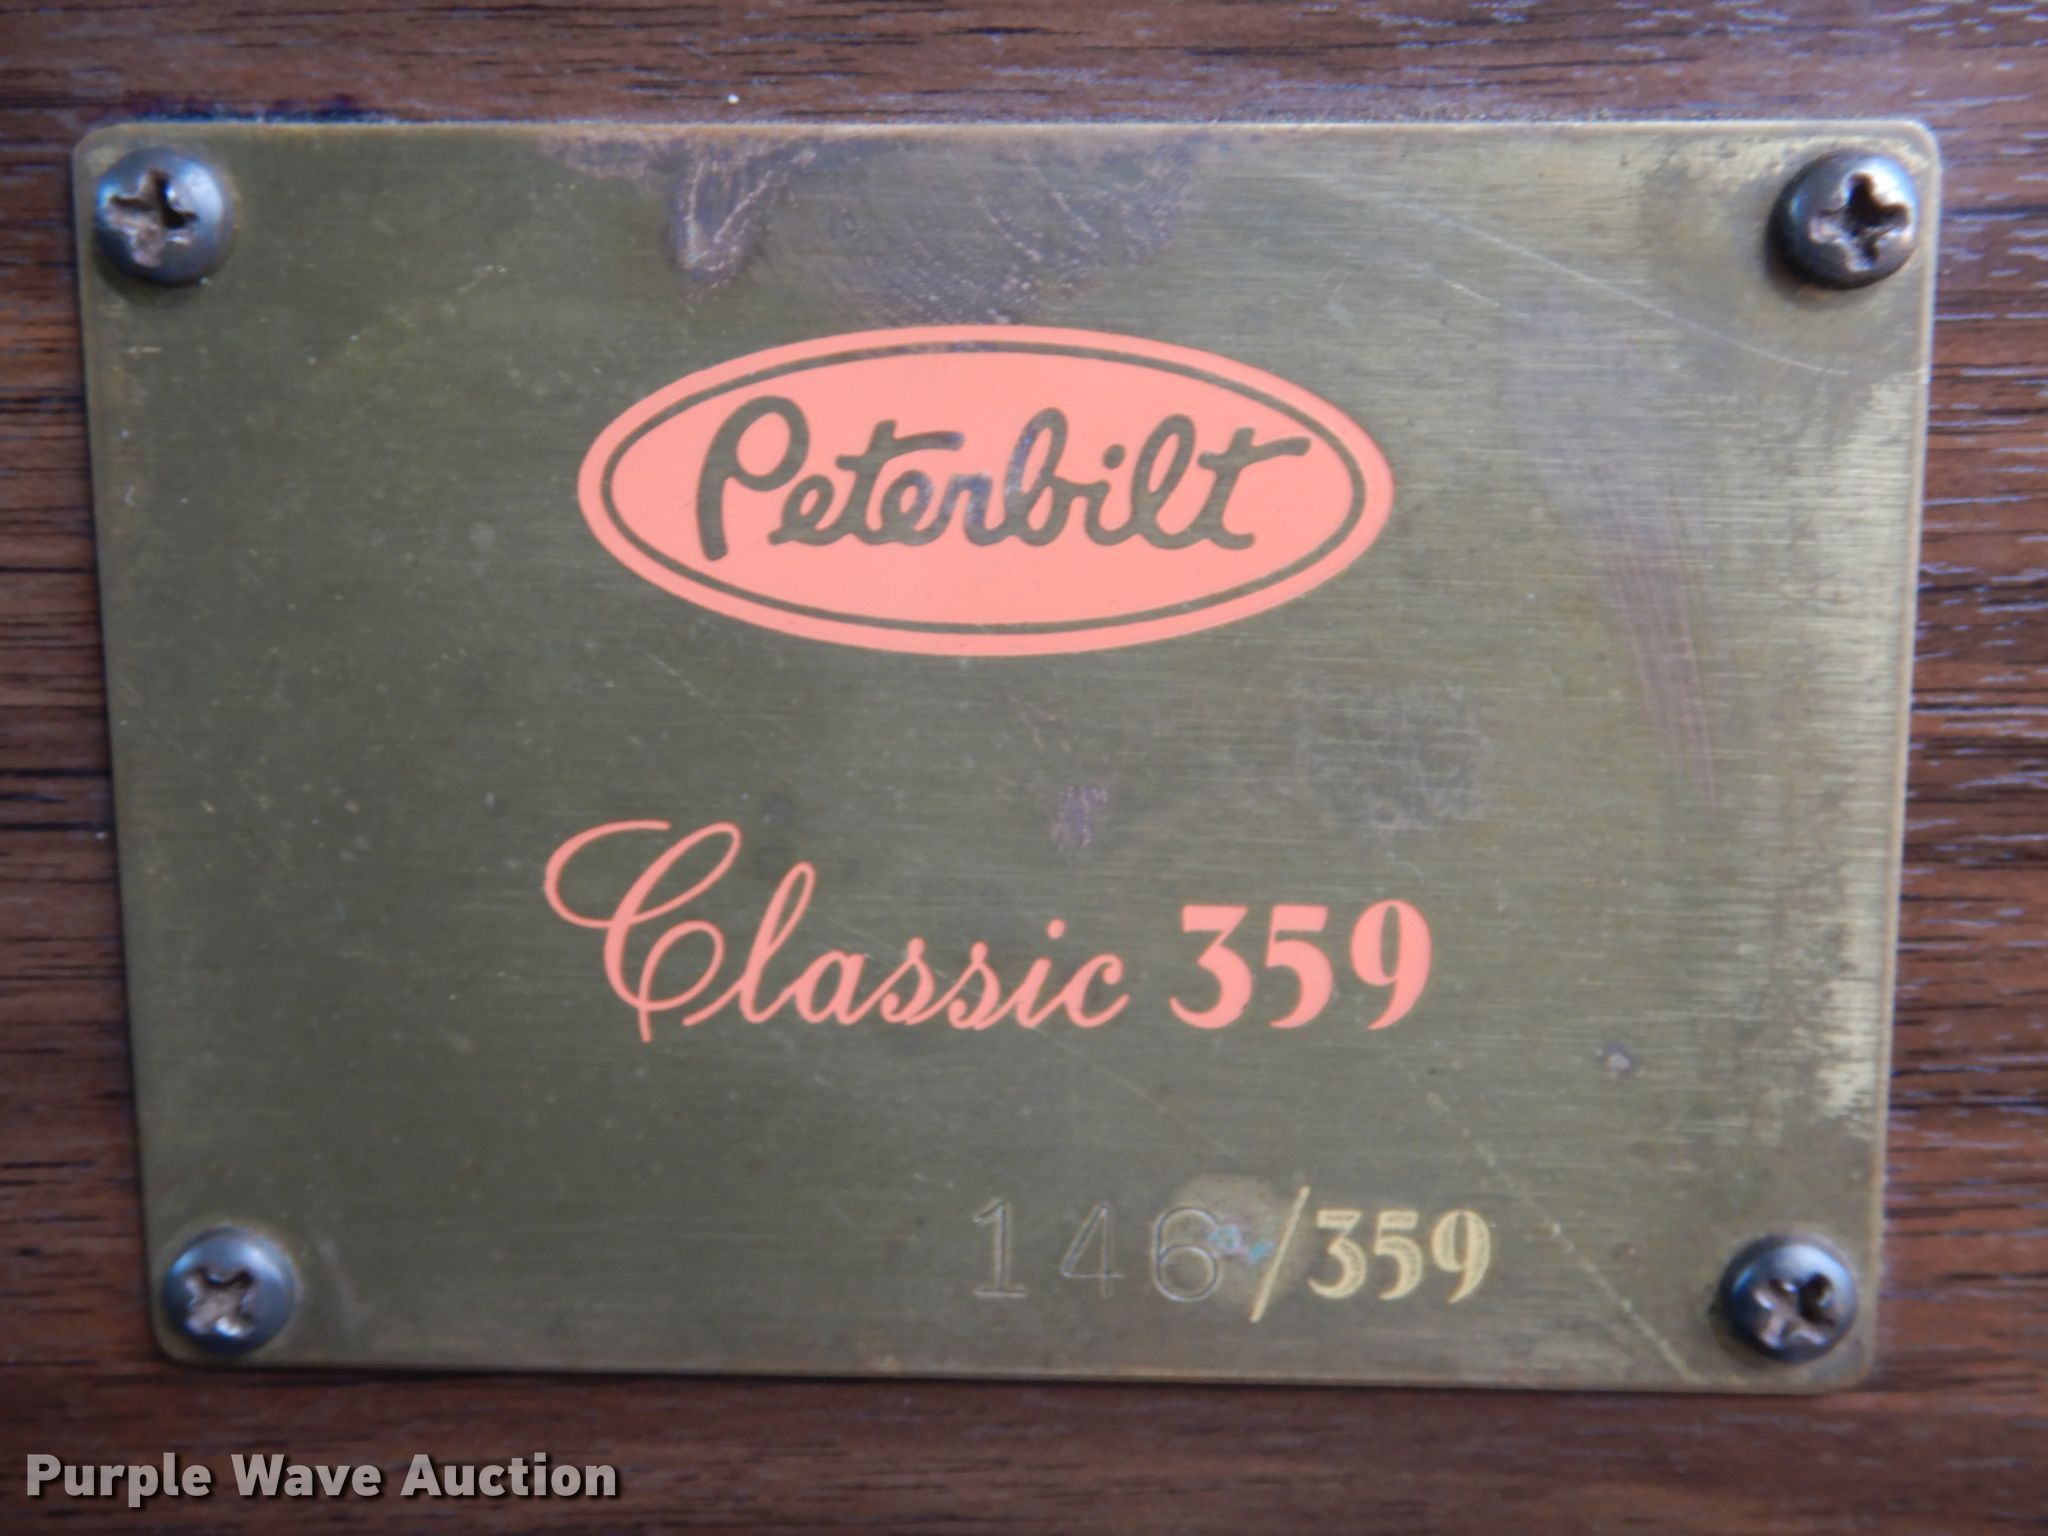 Peterbilt
Classic 359
146/359
Purple Wave Auction